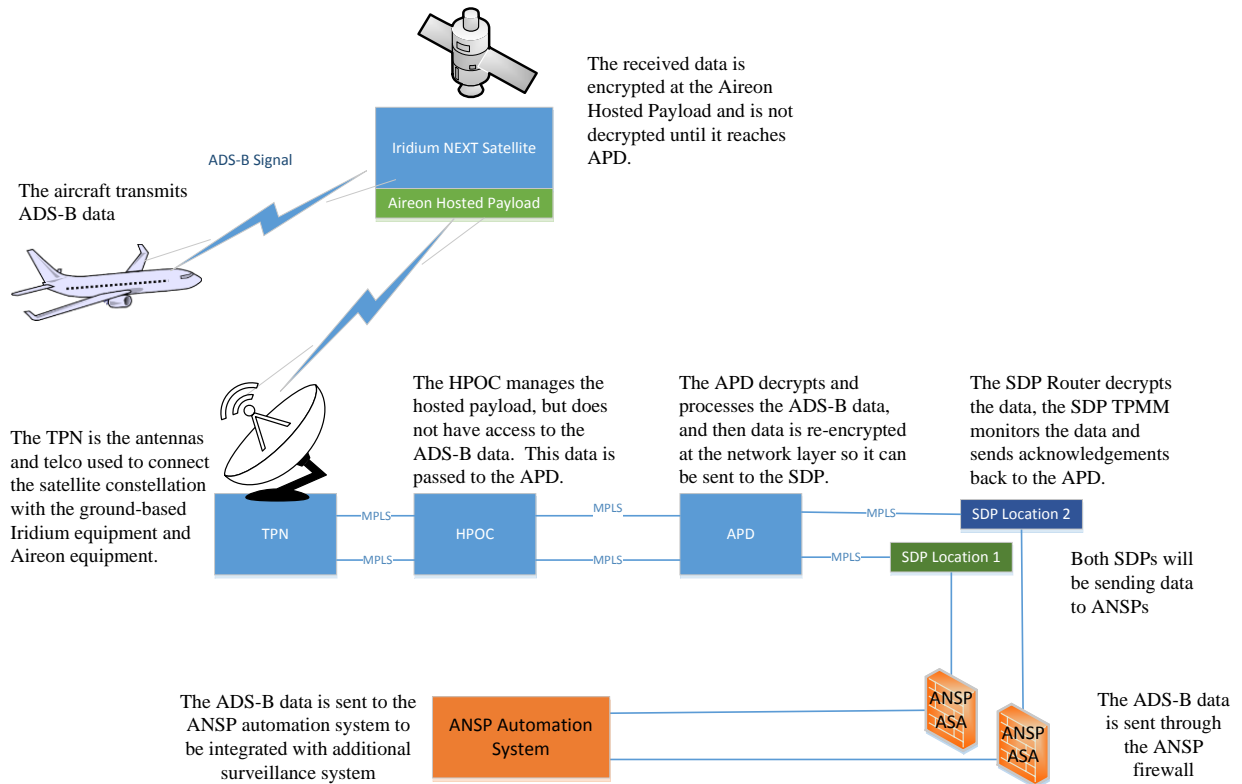 The received data is
encrypted at the Aireon
Hosted Payload and is not
decrypted until it reaches
APD.
Iridium NEXT Satellite
Aireon Hosted Payload
ADS-B Signal
The aircraft transmits
ADS-B data
The TPN is the antennas
and telco used to connect
the satellite constellation
with the ground-based
Iridium equipment and
Aireon equipment.
The HPOC manages the
hosted payload, but does
not have access to the
ADS-B data.  This data is
passed to the APD.
The APD decrypts and
processes the ADS-B data,
and then data is re-encrypted
at the network layer so it can
be sent to the SDP.
The SDP Router decrypts
the data, the SDP TPMM
monitors the data and
sends acknowledgements
back to the APD.
TPN
MPLS
MPLS
HPOC
MPLS
MPLS
APD
MPLS
MPLS
SDP Location 2
SDP Location 1
Both SDPs will
be sending data
to ANSPs
The ADS-B data is sent to the
ANSP automation system to
be integrated with additional
surveillance system
ANSP Automation
System
ANSP
ASA
ANSP
ASA
The ADS-B data
is sent through
the ANSP
firewall